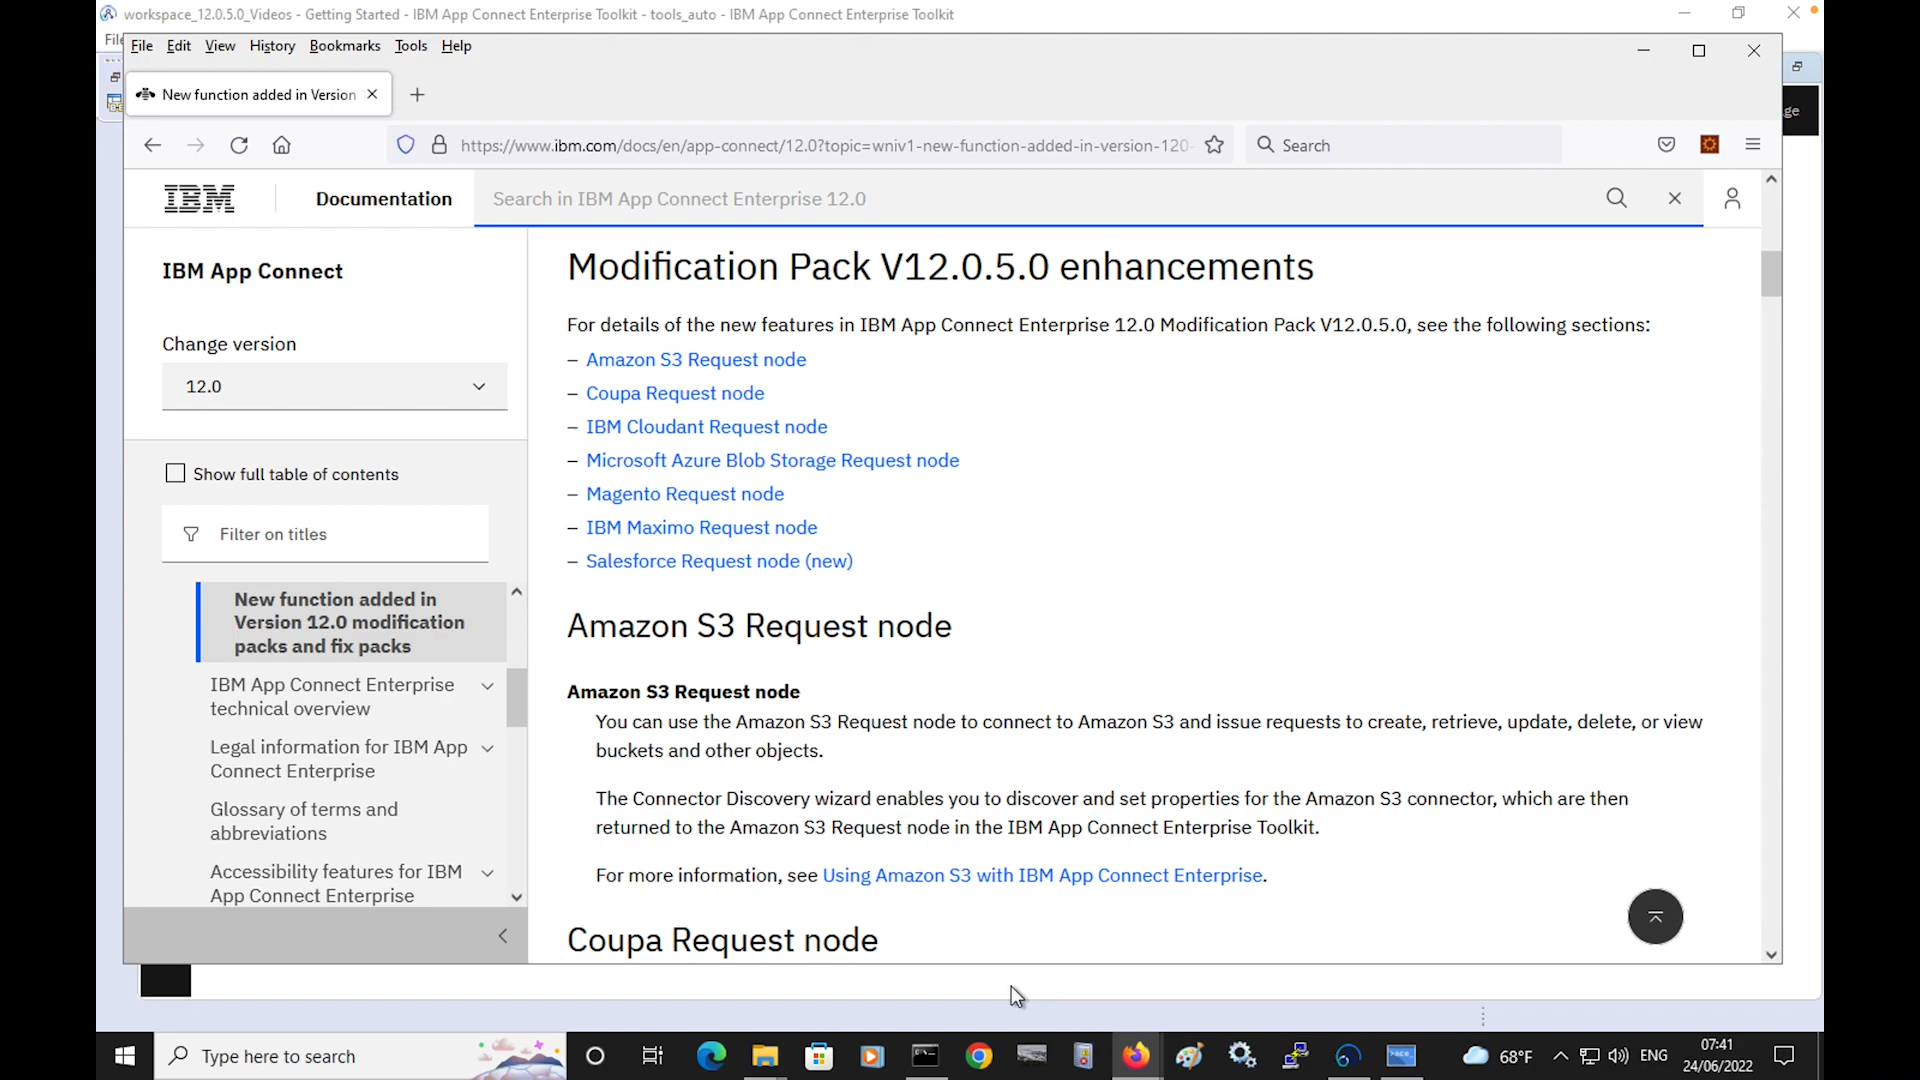 workspace_12.0.5.0_Videos - Getting Started - IBM App Connect Enterprise Toolkit - tools_auto - IBM App Connect Enterprise Toolkit
File
File Edit View History Bookmarks Tools Help
New function added in Version
ge
https://www.ibm.com/docs/en/app-connect/12.0?topic=wniv1-new-function-added-in-version-120-
Search
IBM
Documentation
Search in IBM App Connect Enterprise 12.0
IBM App Connect
Change version
12.0
Show full table of contents
Filter on titles
New function added in
Version 12.0 modification
packs and fix packs
IBM App Connect Enterprise
technical overview
Legal information for IBM App
Connect Enterprise
Glossary of terms and
abbreviations
Accessibility features for IBM
App Connect Enterprise
Modification Pack V12.0.5.0 enhancements
For details of the new features in IBM App Connect Enterprise 12.0 Modification Pack V12.0.5.0, see the following sections:
– Amazon S3 Request node
– Coupa Request node
– IBM Cloudant Request node
– Microsoft Azure Blob Storage Request node
– Magento Request node
– IBM Maximo Request node
– Salesforce Request node (new)
Amazon S3 Request node
Amazon S3 Request node
You can use the Amazon S3 Request node to connect to Amazon S3 and issue requests to create, retrieve, update, delete, or view
buckets and other objects.
The Connector Discovery wizard enables you to discover and set properties for the Amazon S3 connector, which are then
returned to the Amazon S3 Request node in the IBM App Connect Enterprise Toolkit.
For more information, see Using Amazon S3 with IBM App Connect Enterprise.
Coupa Request node
Type here to search
68°F
ENG
07:41
24/06/2022